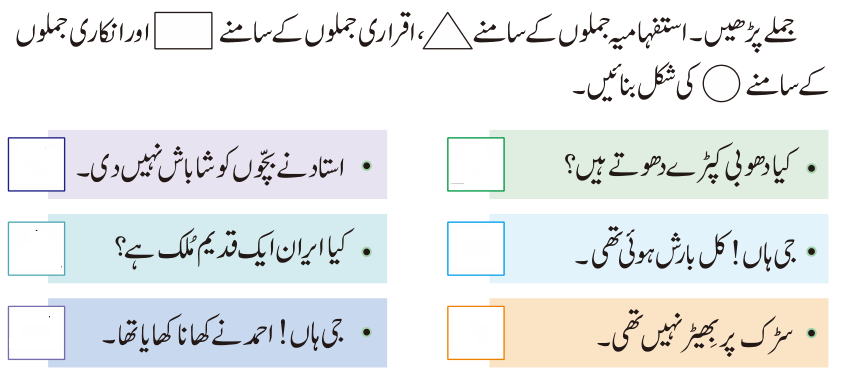 جملے پڑھیں۔ استفہامیہ جملوں کے سامنے △، اقراری جملوں کے سامنے ▭ اور انکاری جملوں
کے سامنے ◯ کی شکل بنائیں۔
• کیا دھوبی کپڑے دھوتے ہیں؟
• استاد نے بچّوں کو شاباش نہیں دی۔
• جی ہاں! کل بارش ہوئی تھی۔
• کیا ایران ایک قدیم مُلک ہے؟
• سڑک پر بِھیڑ نہیں تھی۔
• جی ہاں! احمد نے کھانا کھایا تھا۔